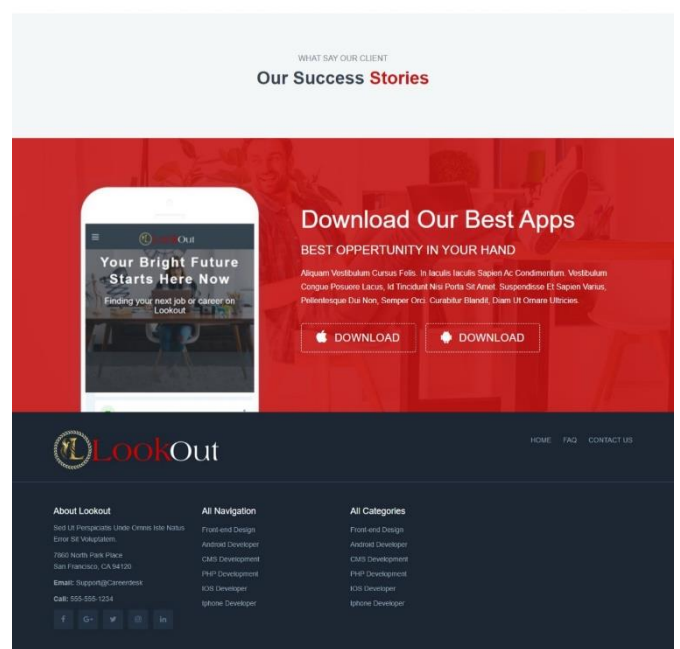 WHAT SAY OUR CLIENT
Our Success Stories
LookOut
Your Bright Future
Starts Here Now
Finding your next job or career on
Lookout
Download Our Best Apps
BEST OPPERTUNITY IN YOUR HAND
Aliquam Vestibulum Cursus Felis. In Iaculis Iaculis Sapien Ac Condimentum. Vestibulum
Congue Posuere Lacus, Id Tincidunt Nisi Porta Sit Amet. Suspendisse Et Sapien Varius,
Pellentesque Dui Non, Semper Orci. Curabitur Blandit, Diam Ut Ornare Ultricies.
DOWNLOAD
DOWNLOAD
L LookOut
HOME FAQ CONTACT US
About Lookout
Sed Ut Perspiciatis Unde Omnis Iste Natus
Error Sit Voluptatem.
7860 North Park Place
San Francisco, CA 94120
Email: Support@Careerdesk
Call: 555-555-1234
f G+ in
All Navigation
Front-end Design
Android Developer
CMS Development
PHP Development
IOS Developer
Iphone Developer
All Categories
Front-end Design
Android Developer
CMS Development
PHP Development
IOS Developer
Iphone Developer